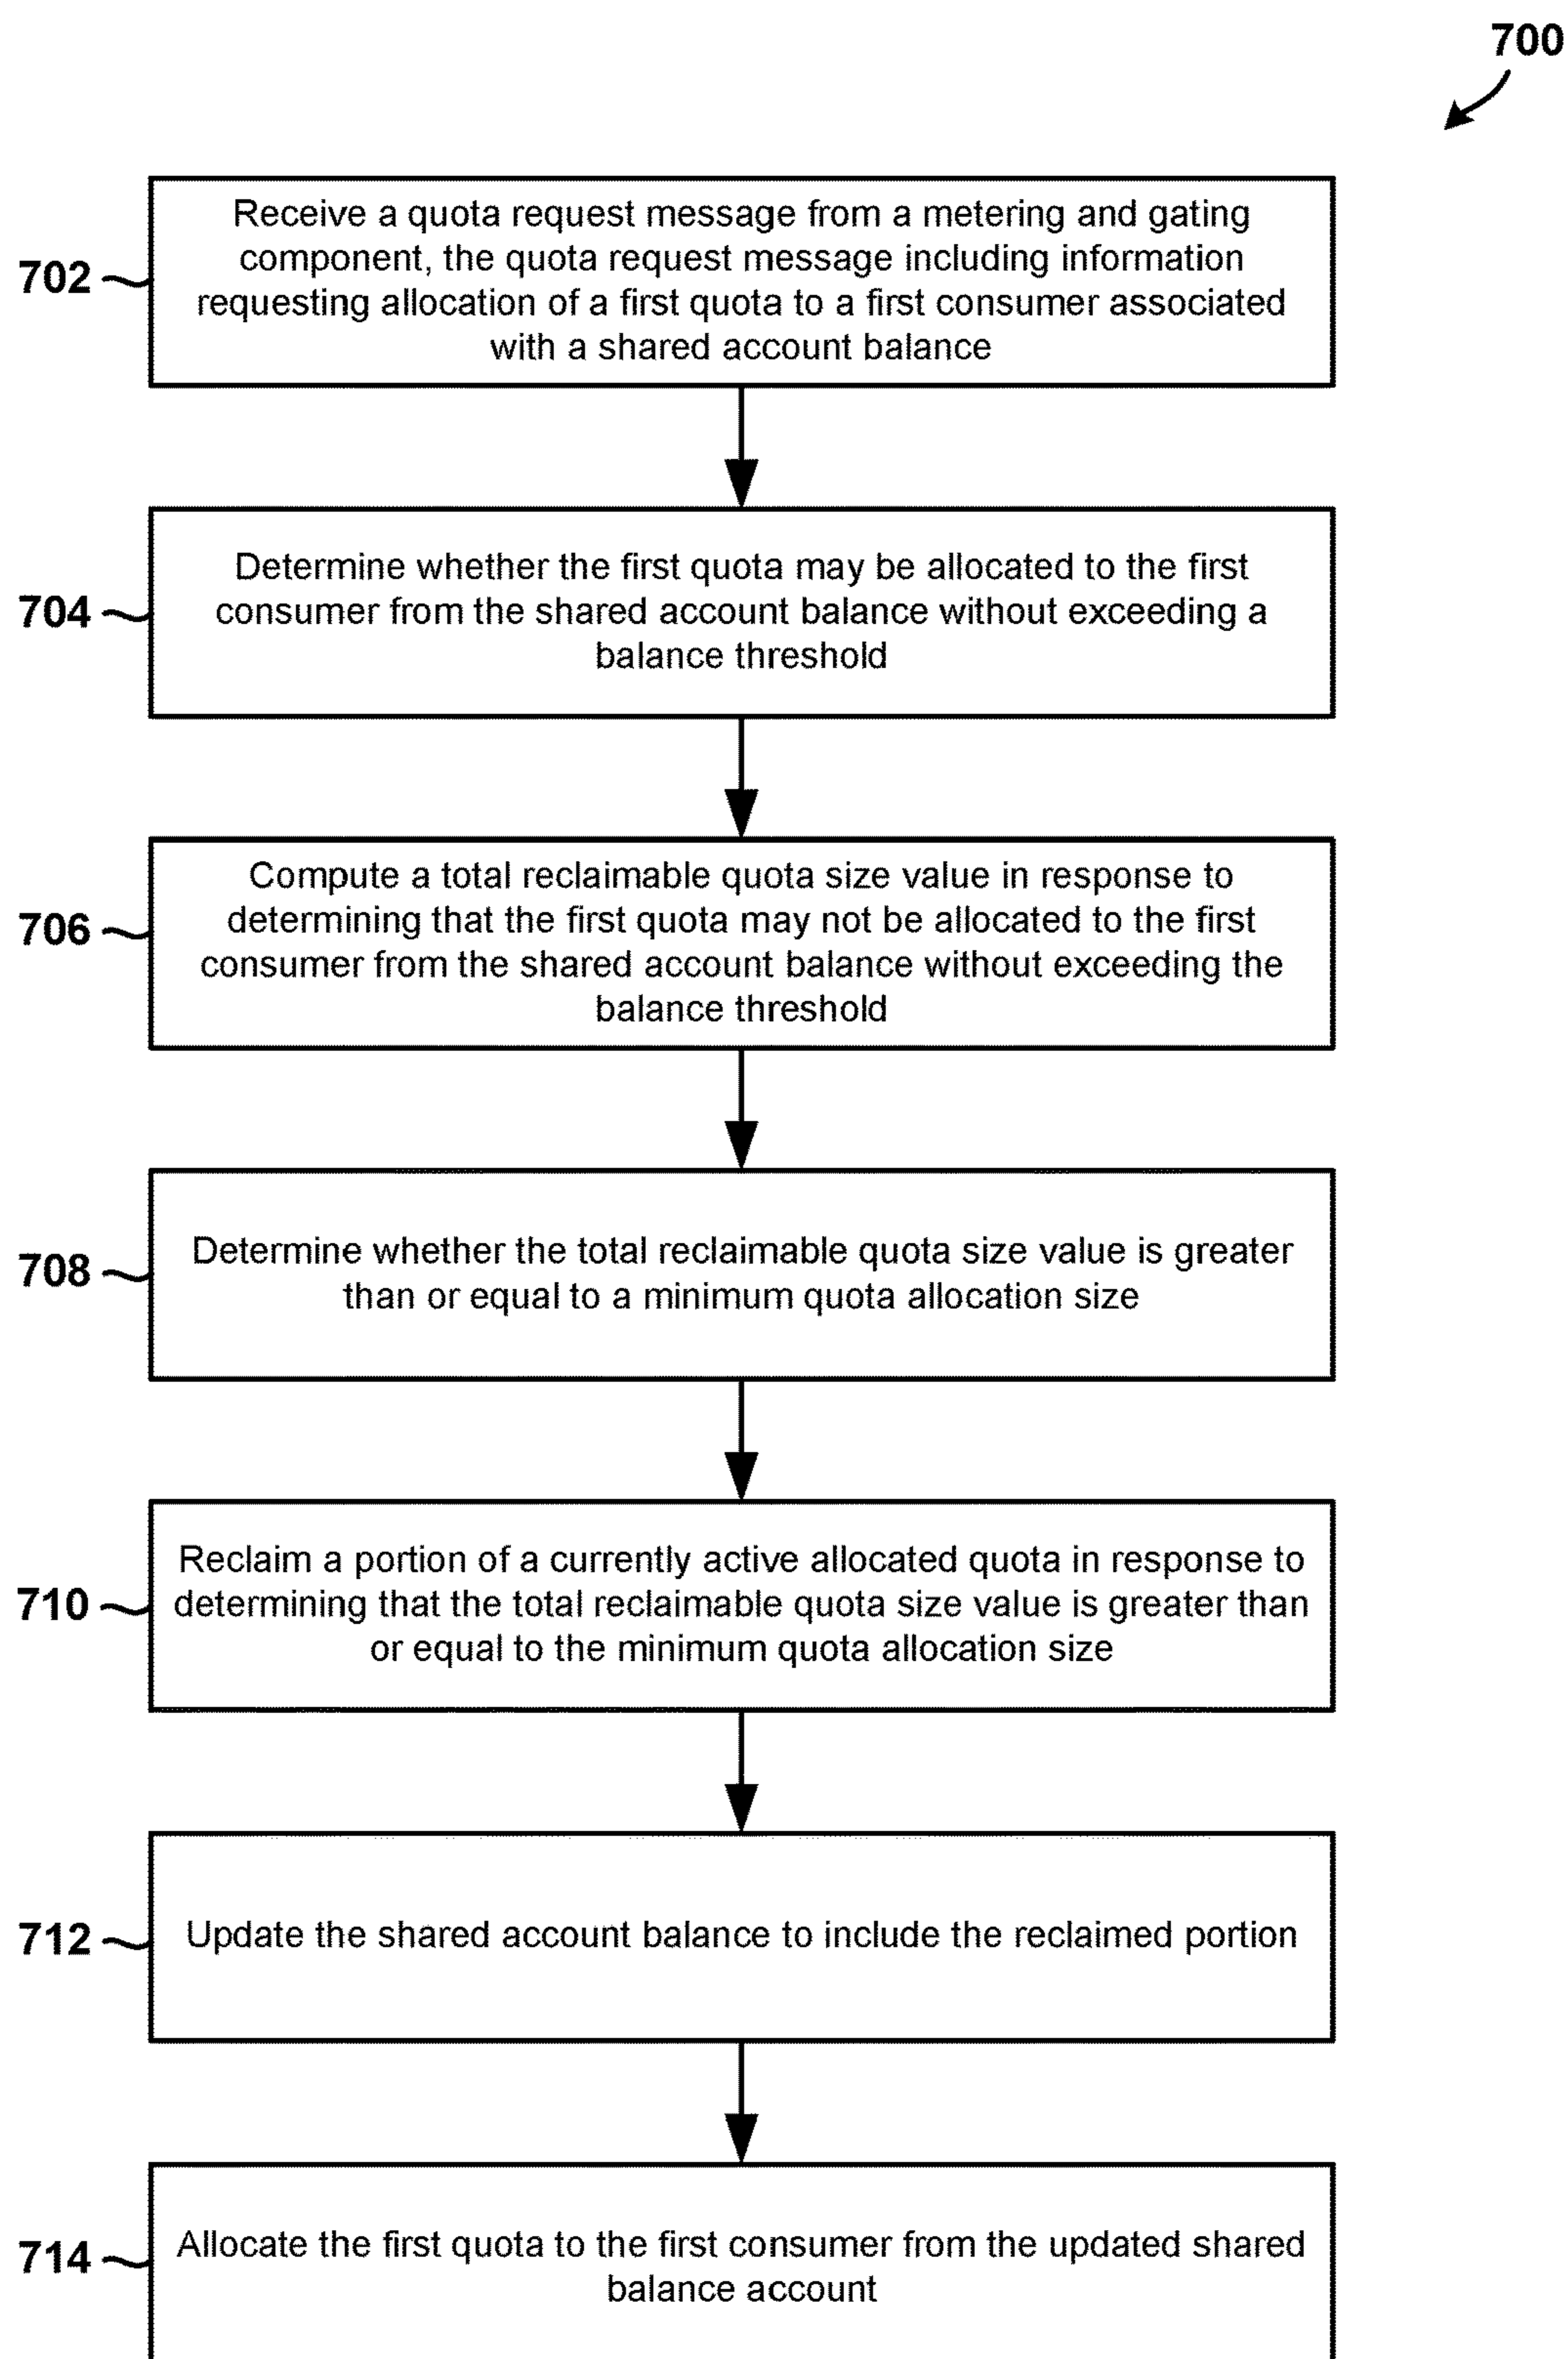 700
702
Receive a quota request message from a metering and gating
component, the quota request message including information
requesting allocation of a first quota to a first consumer associated
with a shared account balance
704
Determine whether the first quota may be allocated to the first
consumer from the shared account balance without exceeding a
balance threshold
706
Compute a total reclaimable quota size value in response to
determining that the first quota may not be allocated to the first
consumer from the shared account balance without exceeding the
balance threshold
708
Determine whether the total reclaimable quota size value is greater
than or equal to a minimum quota allocation size
710
Reclaim a portion of a currently active allocated quota in response to
determining that the total reclaimable quota size value is greater than
or equal to the minimum quota allocation size
712
Update the shared account balance to include the reclaimed portion
714
Allocate the first quota to the first consumer from the updated shared
balance account